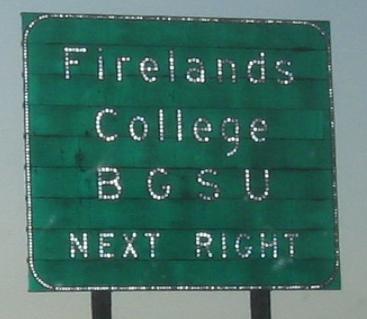 Firelands
College
BGSU
NEXT RIGHT